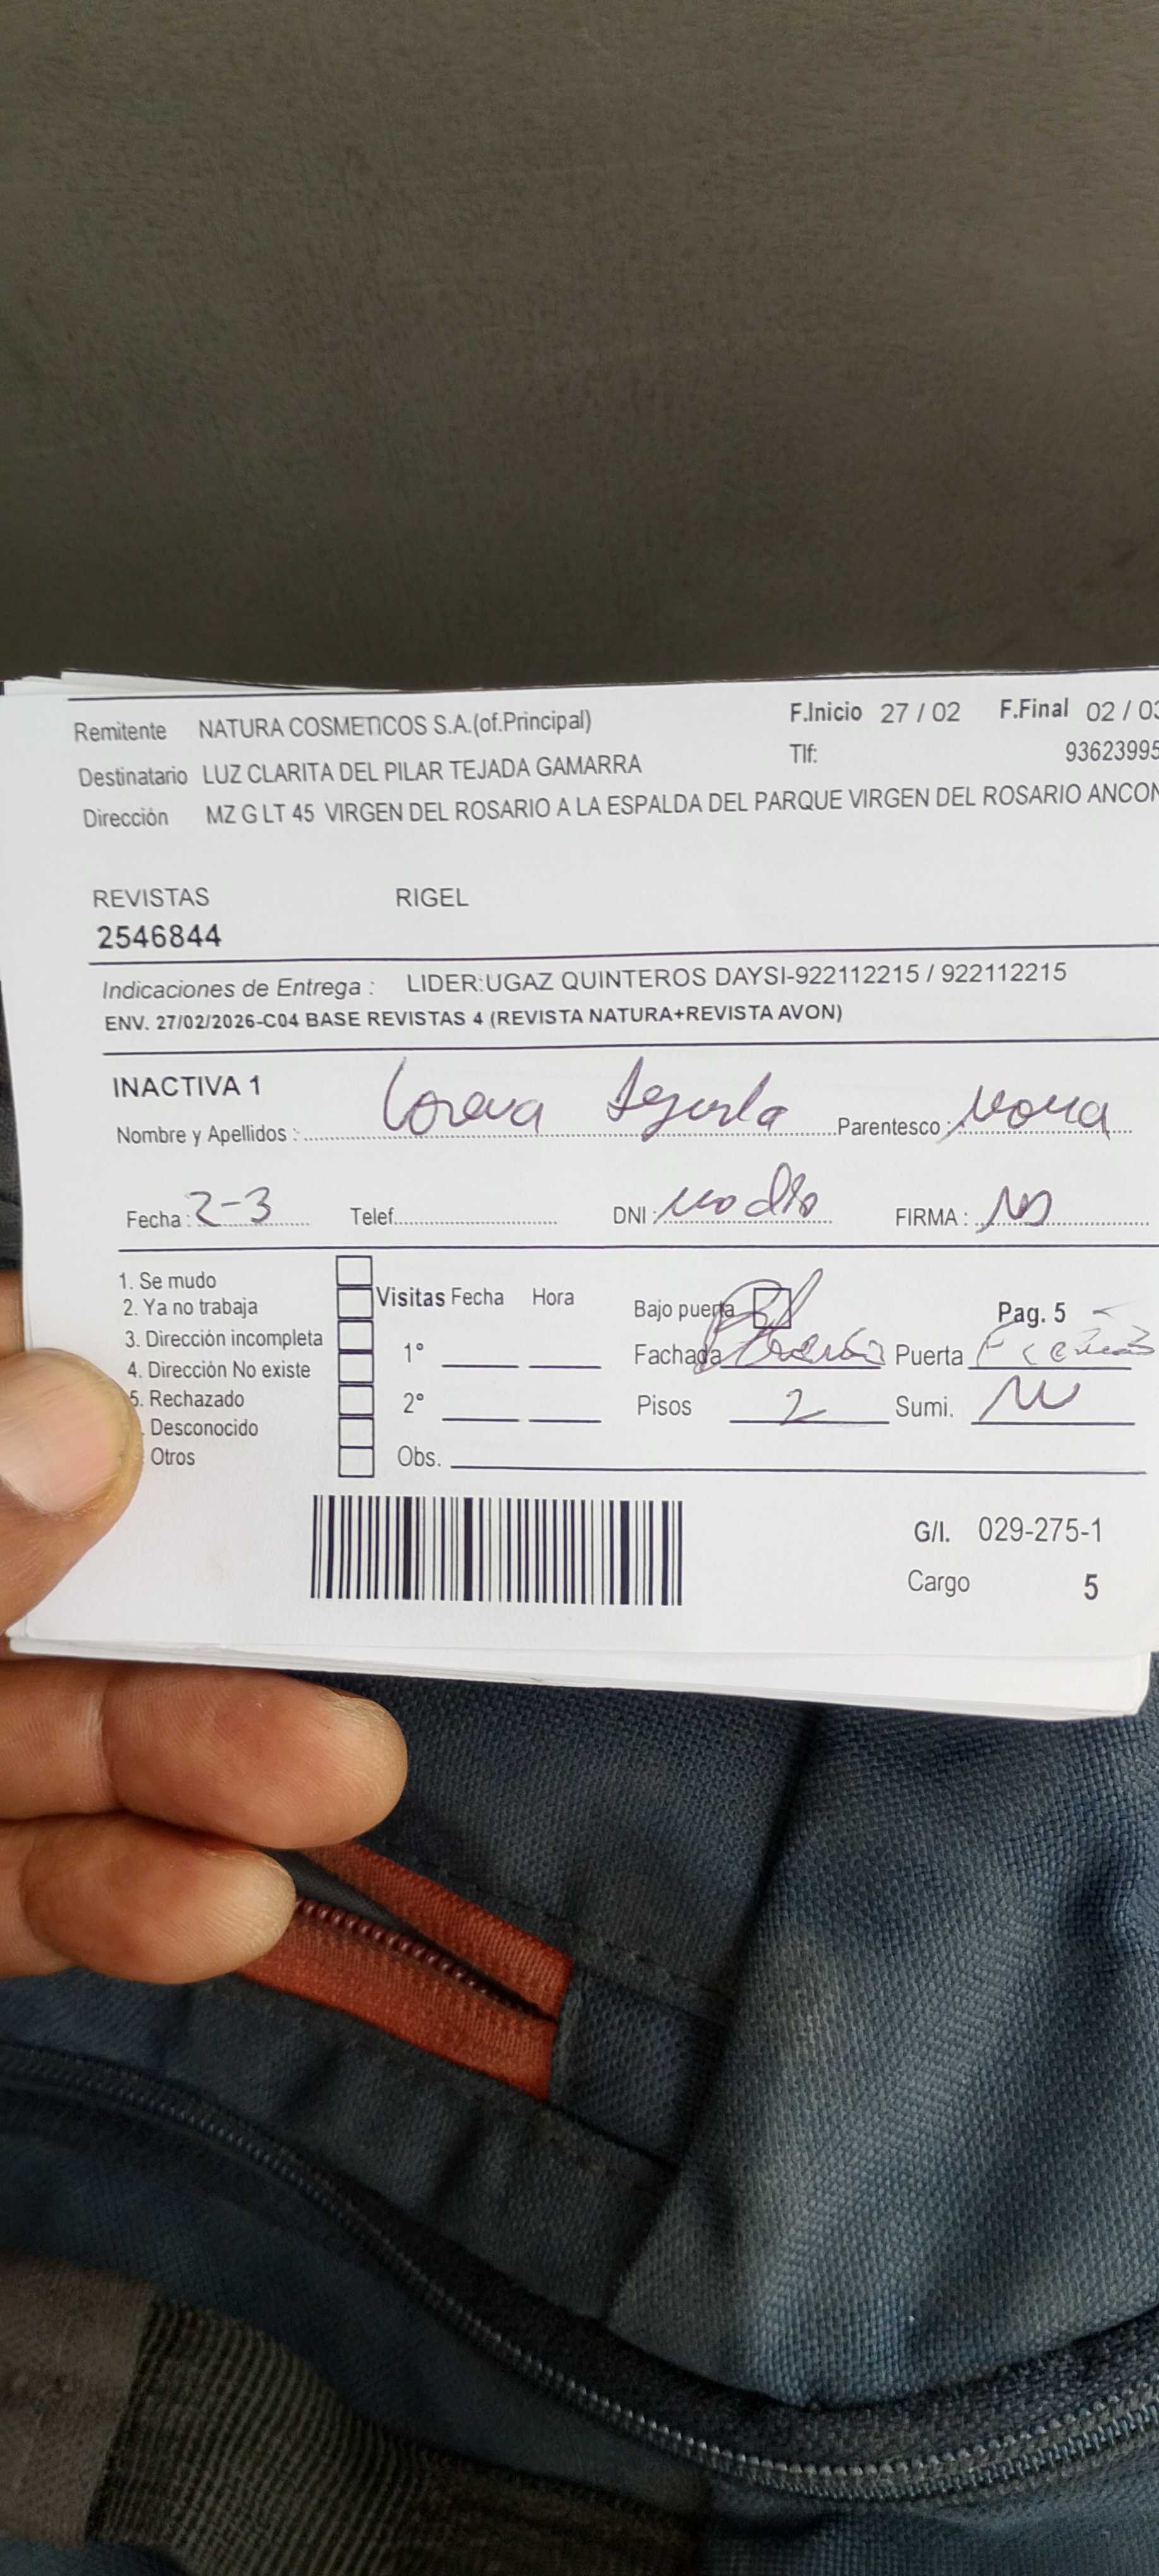 Remitente NATURA COSMETICOS S.A.(of.Principal) F.Inicio 27 / 02 F.Final 02 / 03
Destinatario LUZ CLARITA DEL PILAR TEJADA GAMARRA Tlf: 93623995
Dirección MZ G LT 45 VIRGEN DEL ROSARIO A LA ESPALDA DEL PARQUE VIRGEN DEL ROSARIO ANCON
REVISTAS RIGEL
2546844
Indicaciones de Entrega : LIDER:UGAZ QUINTEROS DAYSI-922112215 / 922112215
ENV. 27/02/2026-C04 BASE REVISTAS 4 (REVISTA NATURA+REVISTA AVON)
INACTIVA 1
Nombre y Apellidos : Parentesco :
Fecha : 2-3 Telef. DNI : no dio FIRMA :
1. Se mudo
2. Ya no trabaja Visitas Fecha Hora Bajo puerta Pag. 5
3. Dirección incompleta 1° Fachada Puerta
4. Dirección No existe
5. Rechazado 2° Pisos 2 Sumi.
. Desconocido
Otros Obs.
G/I. 029-275-1
Cargo 5